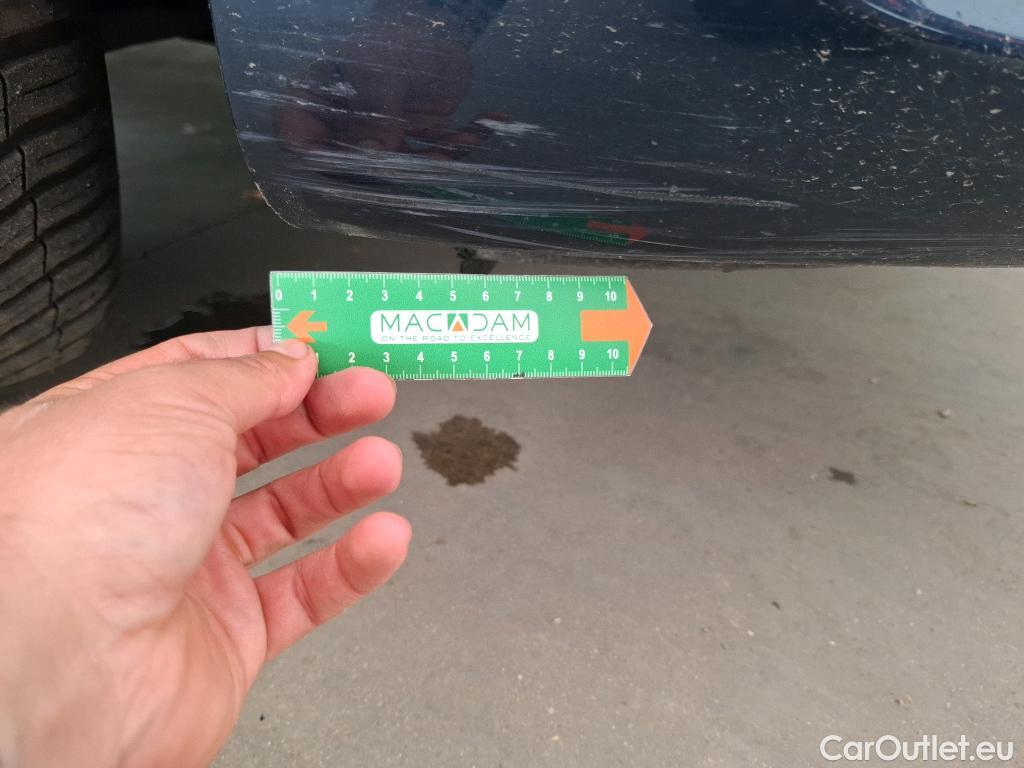 0 1 2 3 4 5 6 7 8 9 10
MACADAM
ON THE ROAD TO EXCELLENCE
2 3 4 5 6 7 8 9 10
CarOutlet.eu